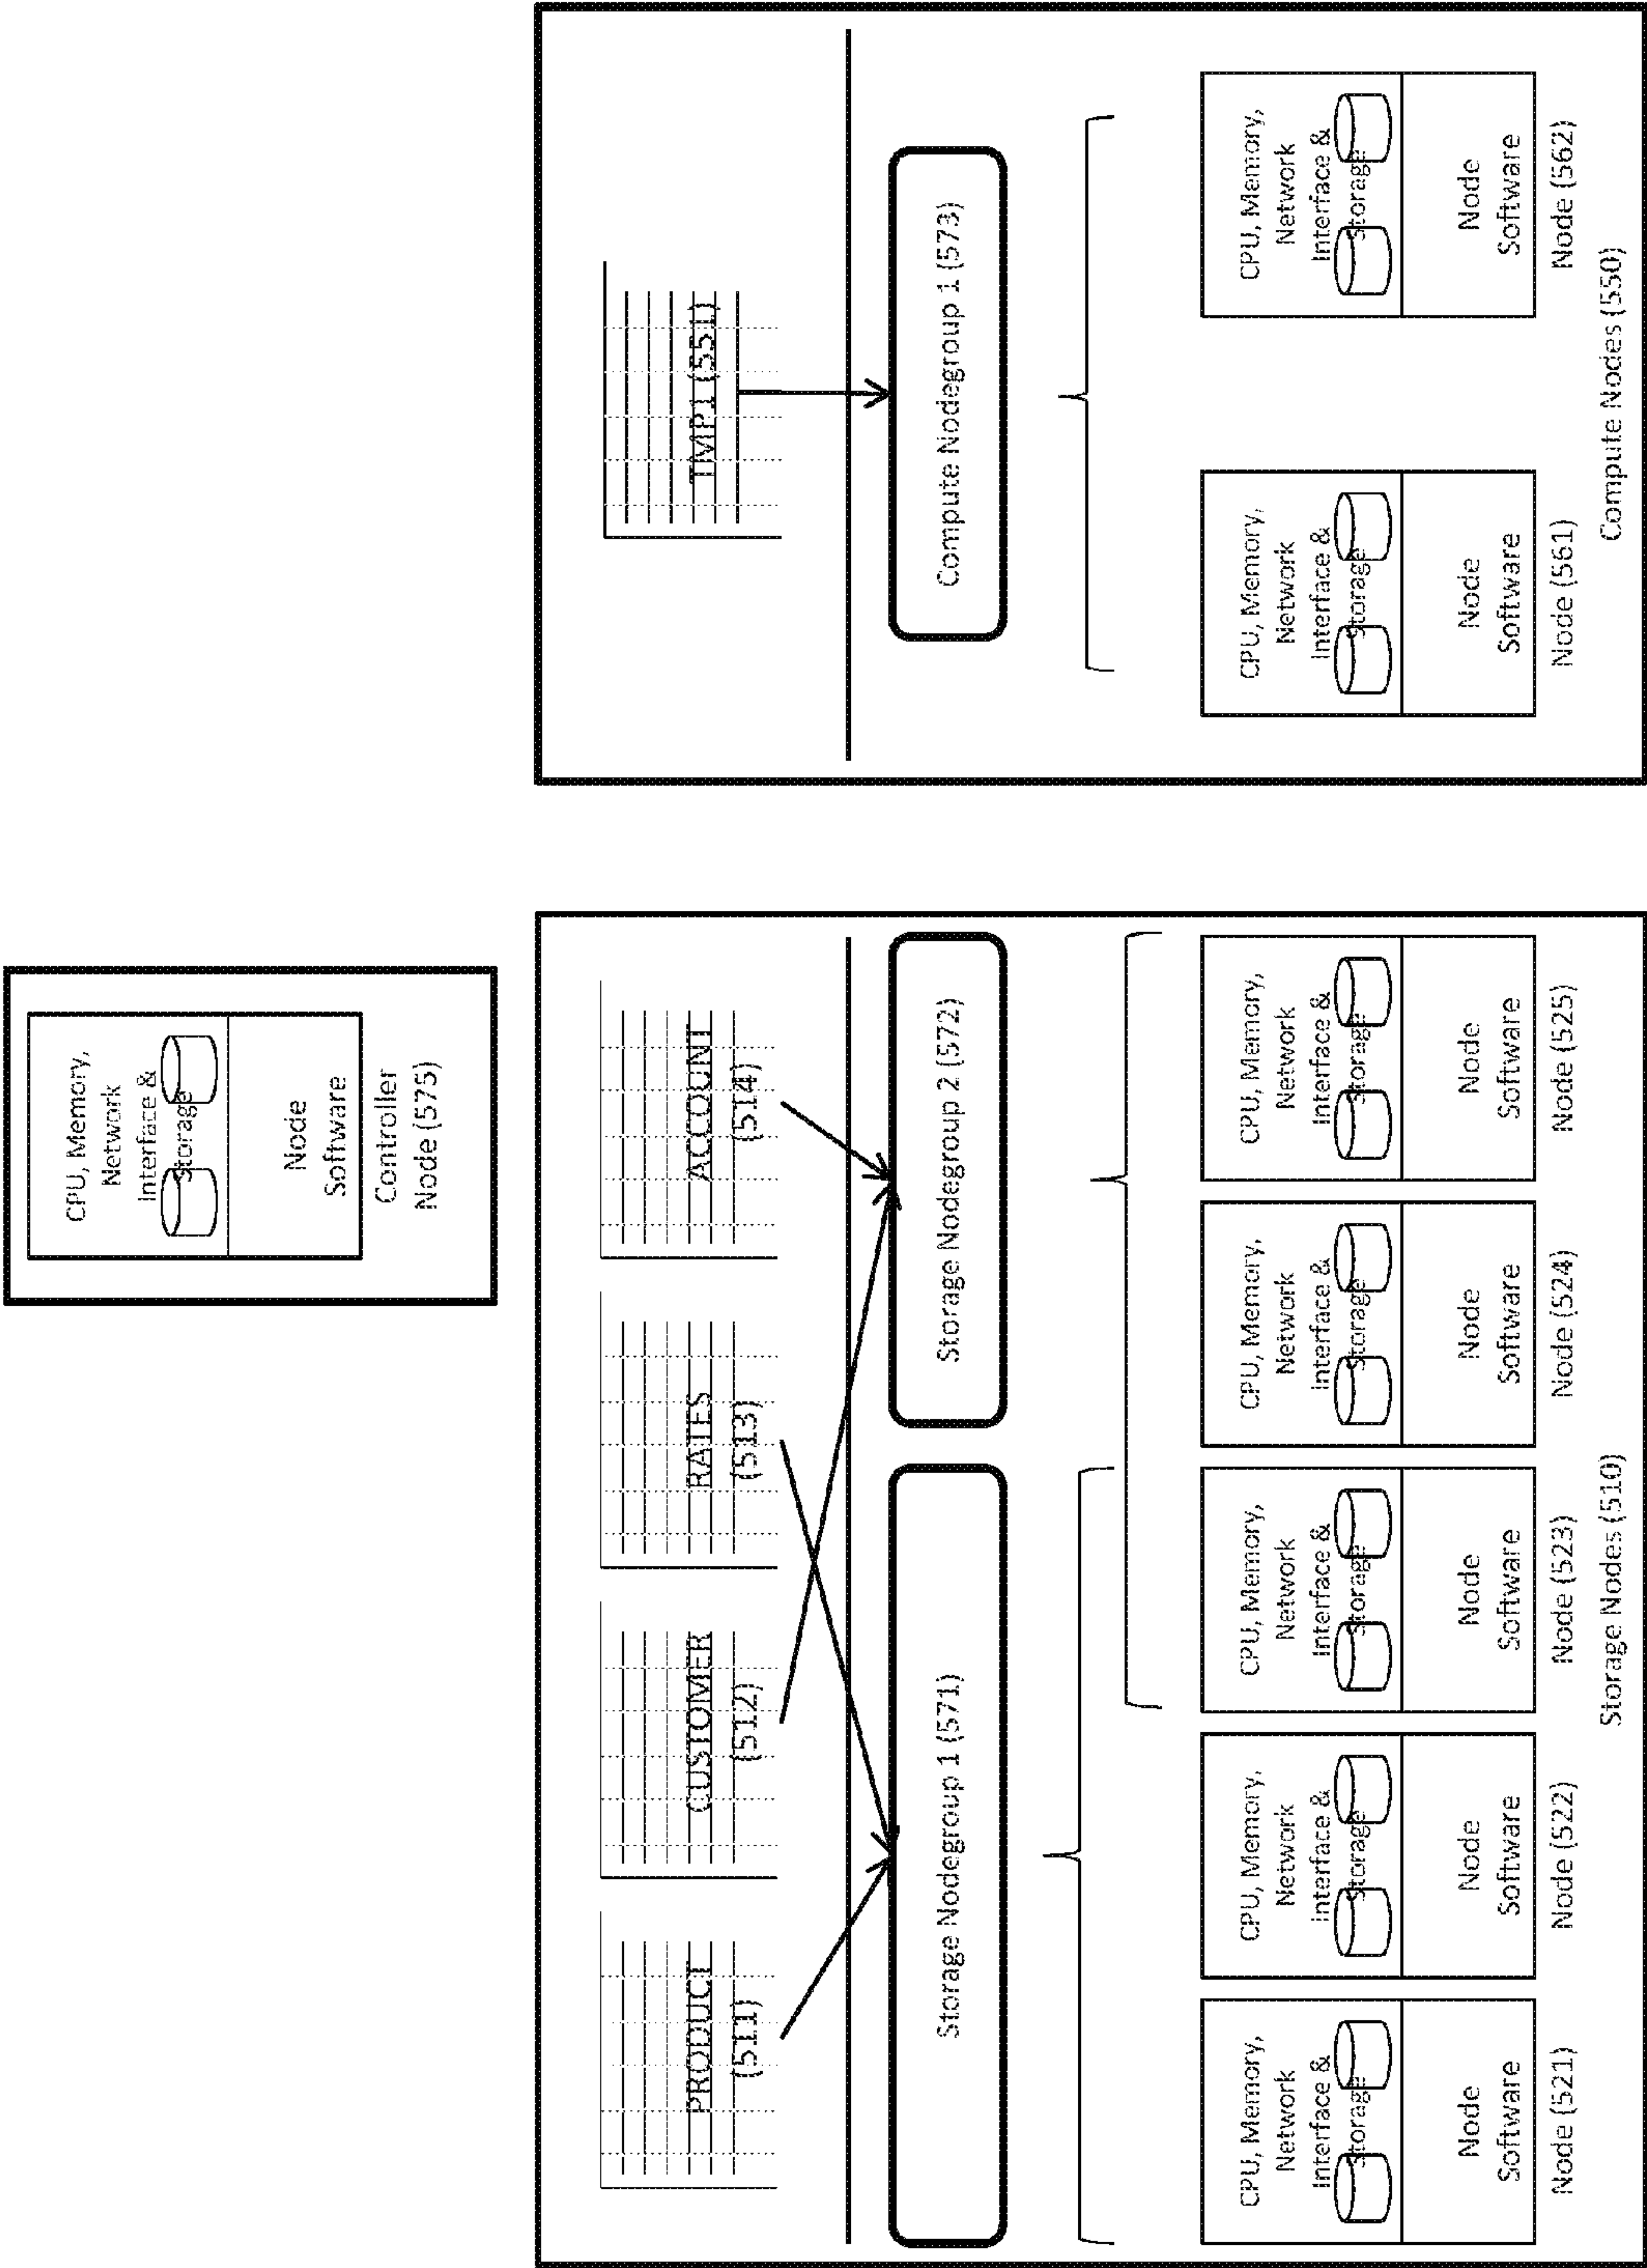 CPU, Memory,
Network
Interface &
Storage
Node
Software
Controller
Node (575)
PRODUCT
(511)
CUSTOMER
(512)
RATES
(513)
ACCOUNT
(514)
TMP1 (551)
Storage Nodegroup 1 (571)
Storage Nodegroup 2 (572)
Compute Nodegroup 1 (573)
CPU, Memory,
Network
Interface &
Storage
Node
Software
Node (521)
CPU, Memory,
Network
Interface &
Storage
Node
Software
Node (522)
CPU, Memory,
Network
Interface &
Storage
Node
Software
Node (523)
CPU, Memory,
Network
Interface &
Storage
Node
Software
Node (524)
CPU, Memory,
Network
Interface &
Storage
Node
Software
Node (525)
Storage Nodes (510)
CPU, Memory,
Network
Interface &
Storage
Node
Software
Node (561)
CPU, Memory,
Network
Interface &
Storage
Node
Software
Node (562)
Compute Nodes (550)